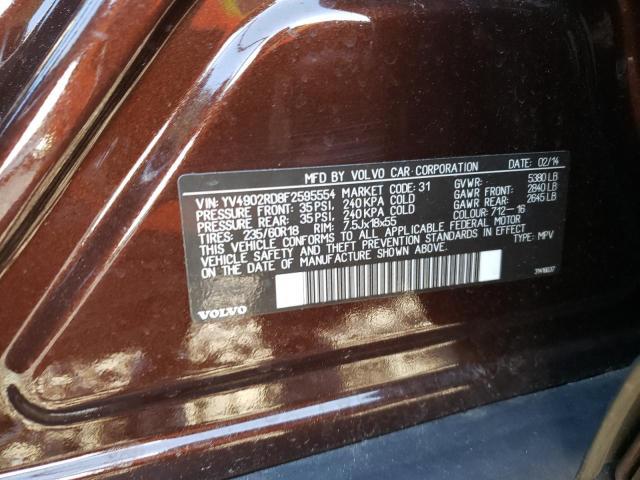 MFD BY VOLVO CAR CORPORATION DATE: 02/14
VIN: YV4902RD8F2595554 MARKET CODE: 31 GVWR: 5380 LB
FRONT PRESSURE: 35 PSI, 240 KPA COLD GAWR FRONT: 2840 LB
REAR PRESSURE: 35 PSI, 240 KPA COLD GAWR REAR: 2645 LB
TIRES: 235/60R18 RIM: 7.5Jx18x55 COLOUR: 712-16
THIS VEHICLE CONFORMS TO ALL APPLICABLE FEDERAL MOTOR
VEHICLE SAFETY AND THEFT PREVENTION STANDARDS IN EFFECT
ON THE DATE OF MANUFACTURE SHOWN ABOVE. TYPE: MPV
VOLVO